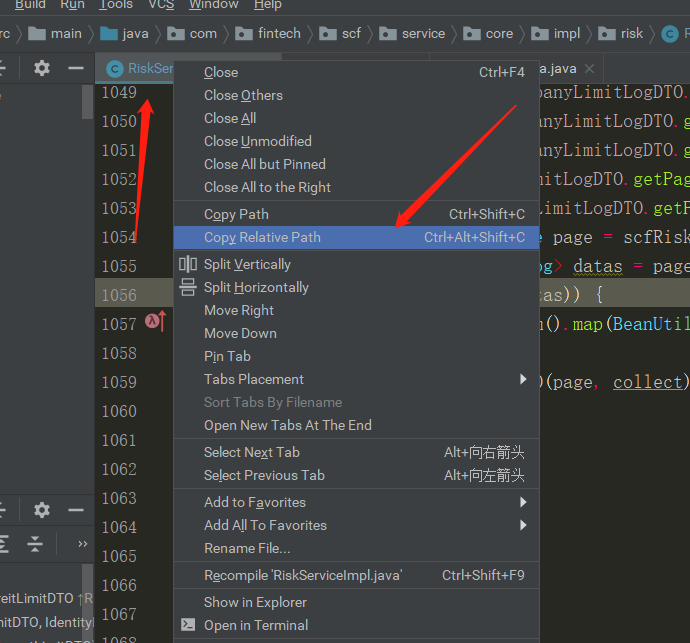 Build Run Tools VCS Window Help
rc main java com fintech scf service core impl risk
RiskSer a.java
1049 panyLimitLogDTO.
Close Ctrl+F4
Close Others
1050 anyLimitLogDTO.g
Close All
Close Unmodified
1051 anyLimitLogDTO.g
Close All but Pinned
1052 mitLogDTO.getPag
Close All to the Right
1053 LimitLogDTO.getP
Copy Path Ctrl+Shift+C
1054 e page = scfRisk
Copy Relative Path Ctrl+Alt+Shift+C
1055 og> datas = page
Split Vertically
1056 tas)) {
Split Horizontally
Move Right
1057 ().map(BeanUtil
Move Down
1058
Pin Tab
1059 )(page, collect)
Tabs Placement
Sort Tabs By Filename
1060
Open New Tabs At The End
1061
Select Next Tab Alt+向右箭头
1062
Select Previous Tab Alt+向左箭头
1063
Add to Favorites
1064
Add All To Favorites
1065
Rename File...
1066
Recompile 'RiskServiceImpl.java' Ctrl+Shift+F9
reitLimitDTO ↑R
1067
Show in Explorer
mitDTO, Identity
Open in Terminal
1068